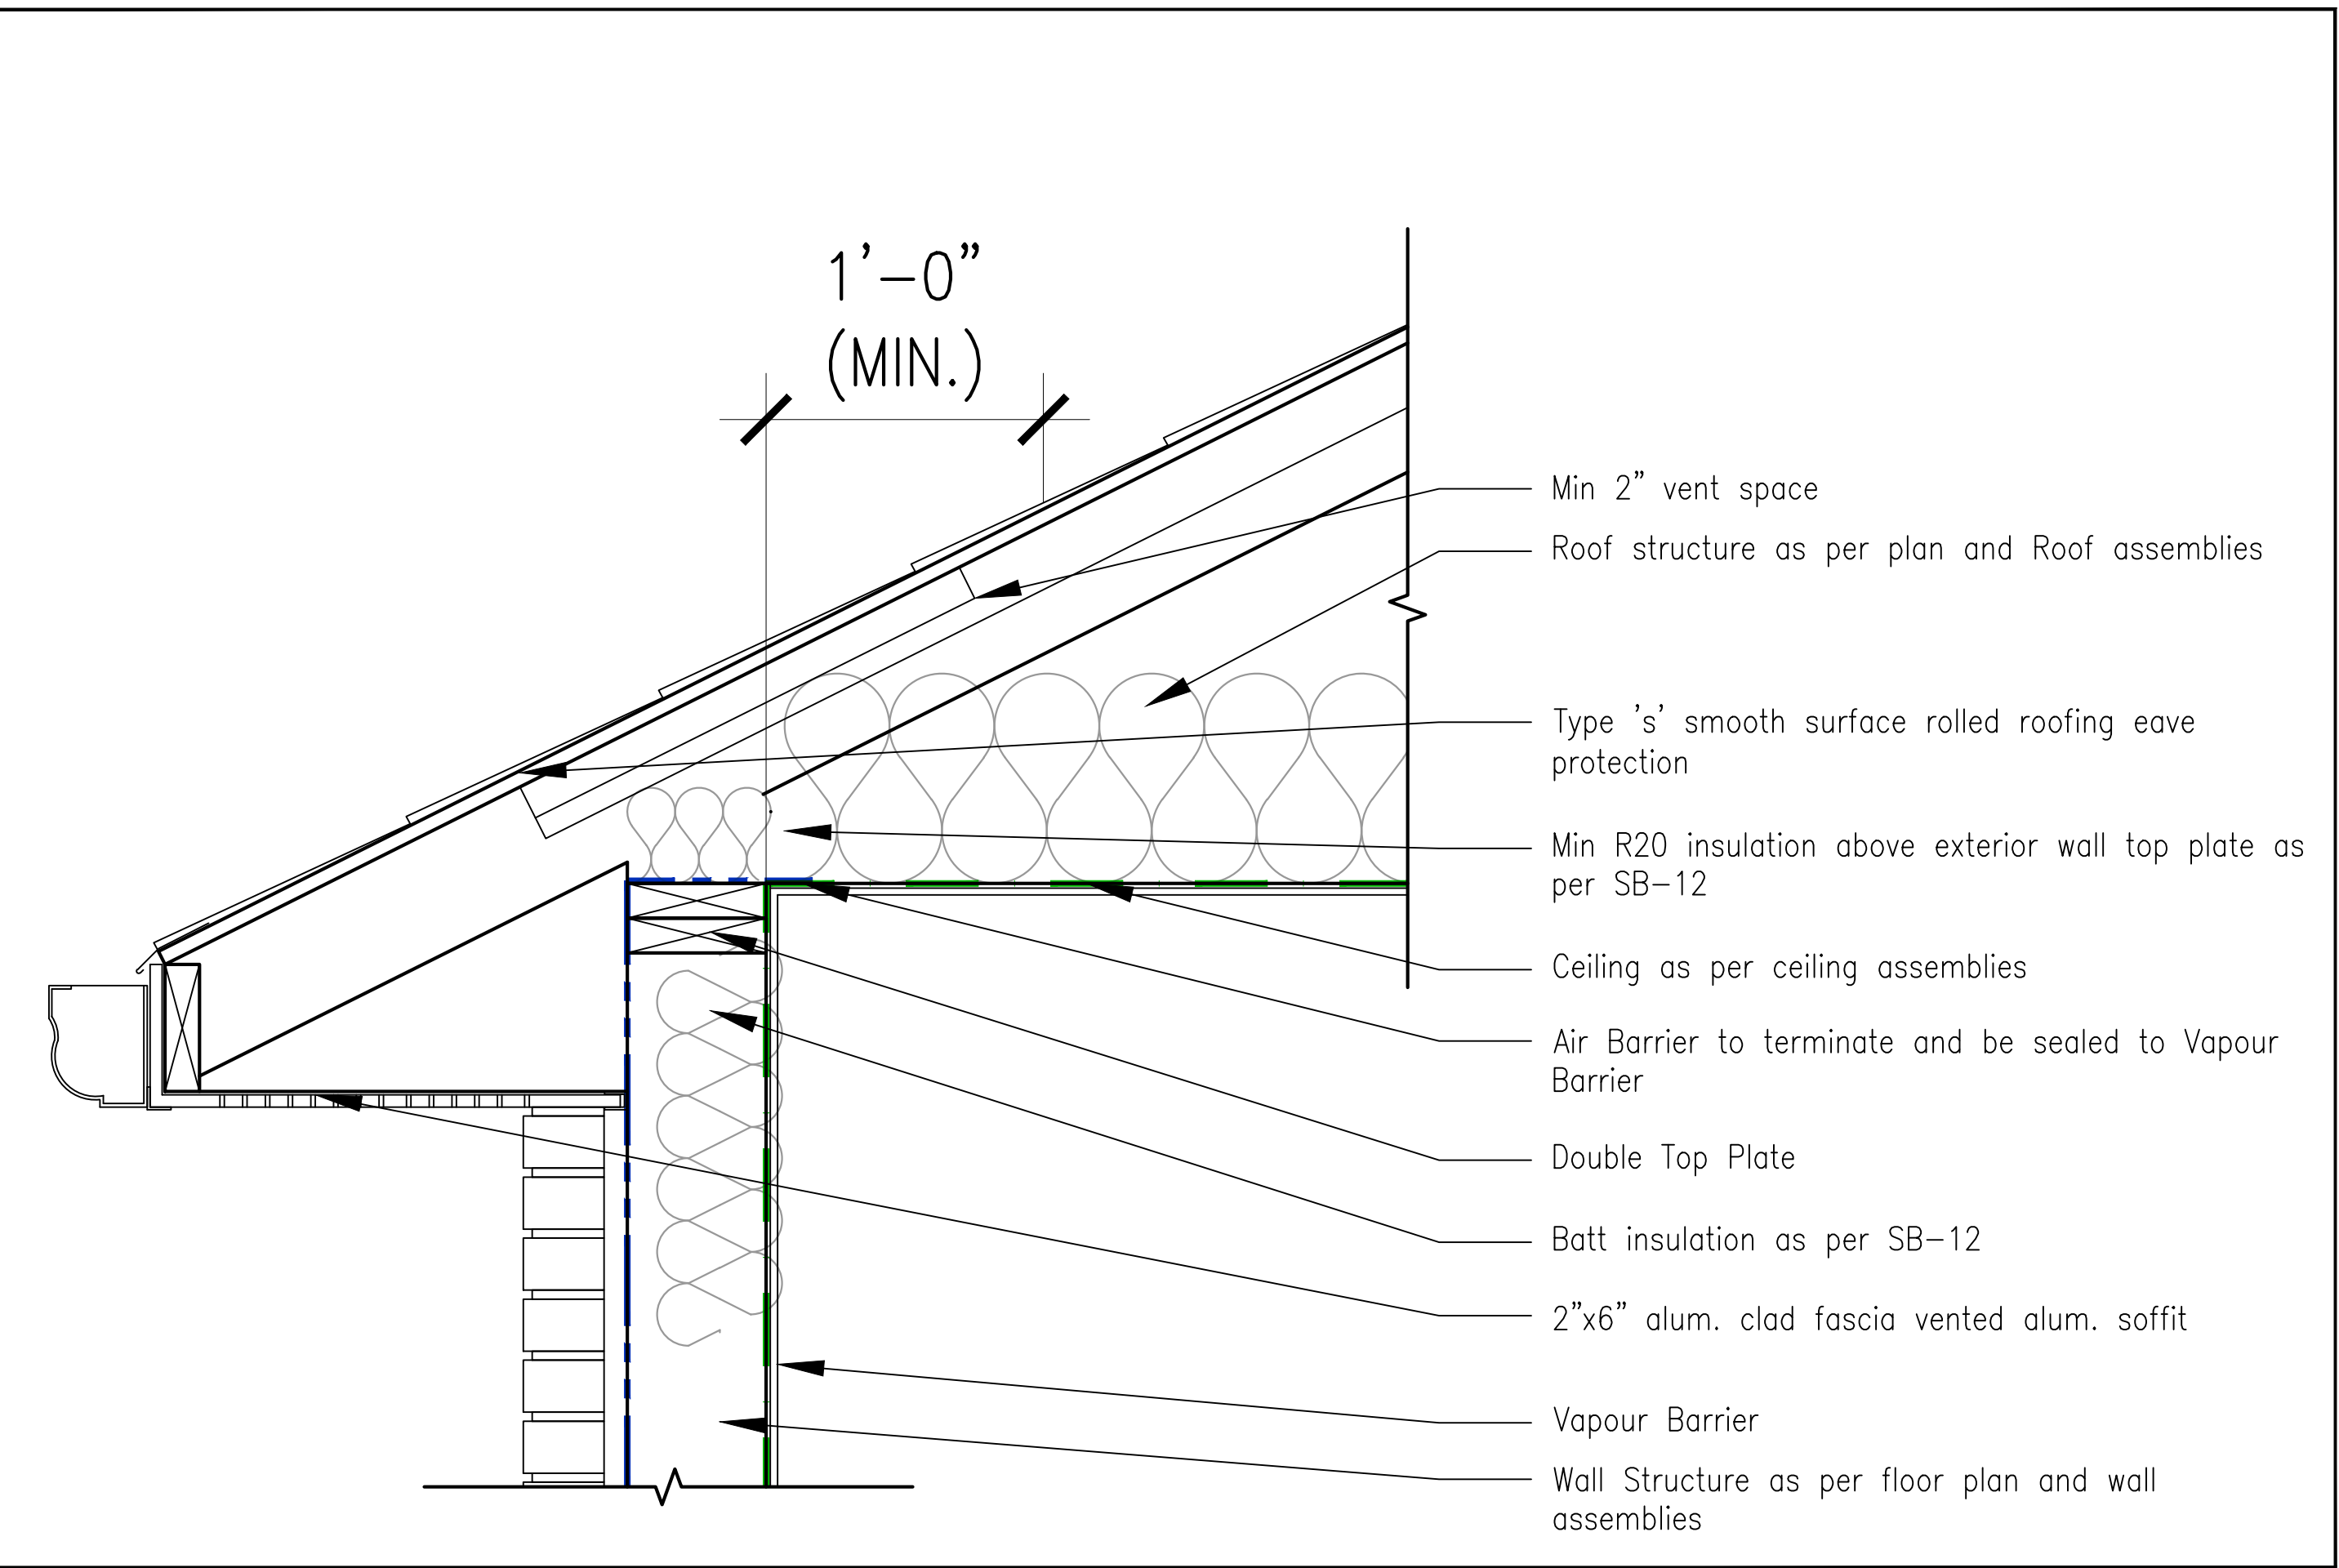 1'-0"
(MIN.)
Min 2" vent space
Roof structure as per plan and Roof assemblies
Type 's' smooth surface rolled roofing eave
protection
Min R20 insulation above exterior wall top plate as
per SB-12
Ceiling as per ceiling assemblies
Air Barrier to terminate and be sealed to Vapour
Barrier
Double Top Plate
Batt insulation as per SB-12
2"x6" alum. clad fascia vented alum. soffit
Vapour Barrier
Wall Structure as per floor plan and wall
assemblies